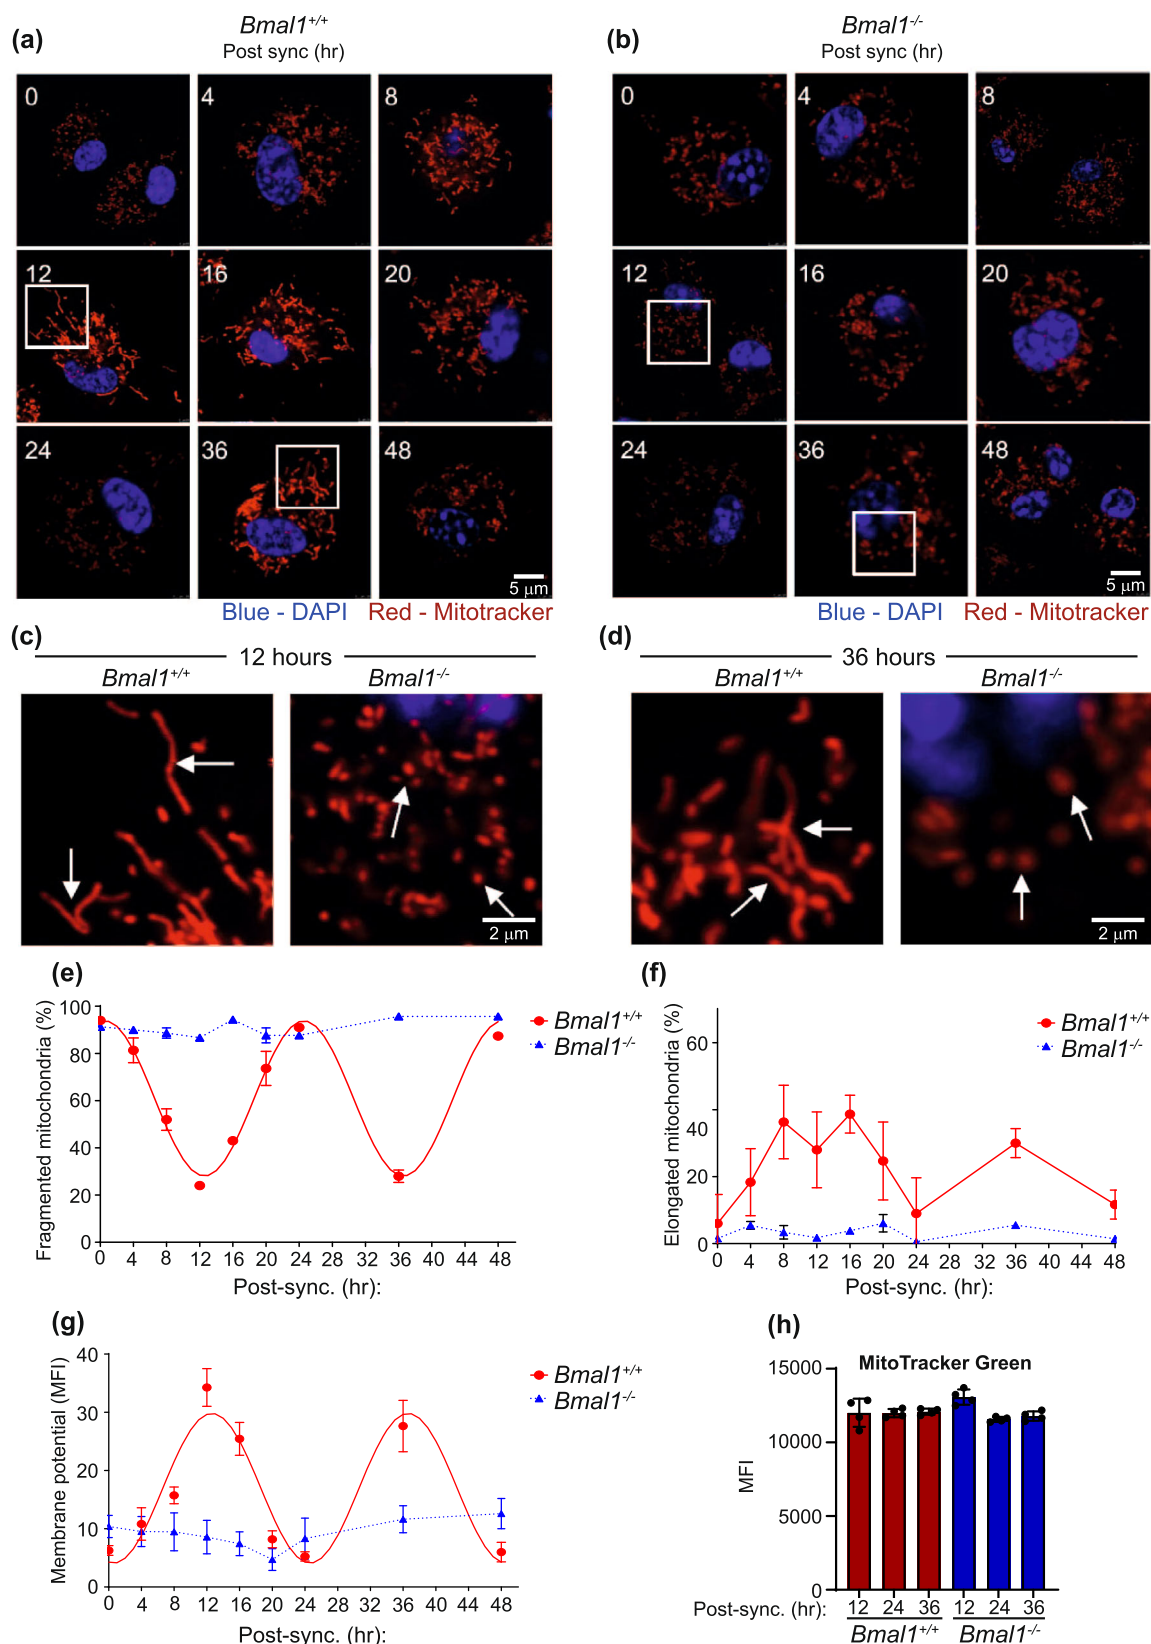 (a)
Bmal1+/+
Post sync (hr)
0
4
8
12
16
20
24
36
48
5 μm
Blue - DAPI Red - Mitotracker
(b)
Bmal1-/-
Post sync (hr)
0
4
8
12
16
20
24
36
48
5 μm
Blue - DAPI Red - Mitotracker
(c)
12 hours
Bmal1+/+
Bmal1-/-
2 μm
(d)
36 hours
Bmal1+/+
Bmal1-/-
2 μm
(e)
Fragmented mitochondria (%)
100
80
60
40
20
0
0 4 8 12 16 20 24 28 32 36 40 44 48
Post-sync. (hr):
Bmal1+/+
Bmal1-/-
(f)
Elongated mitochondria (%)
60
40
20
0
0 4 8 12 16 20 24 28 32 36 40 44 48
Post-sync. (hr):
Bmal1+/+
Bmal1-/-
(g)
Membrane potential (MFI)
40
30
20
10
0
0 4 8 12 16 20 24 28 32 36 40 44 48
Post-sync. (hr):
Bmal1+/+
Bmal1-/-
(h)
MitoTracker Green
MFI
15000
10000
5000
0
Post-sync. (hr): 12 24 36 12 24 36
Bmal1+/+ Bmal1-/-